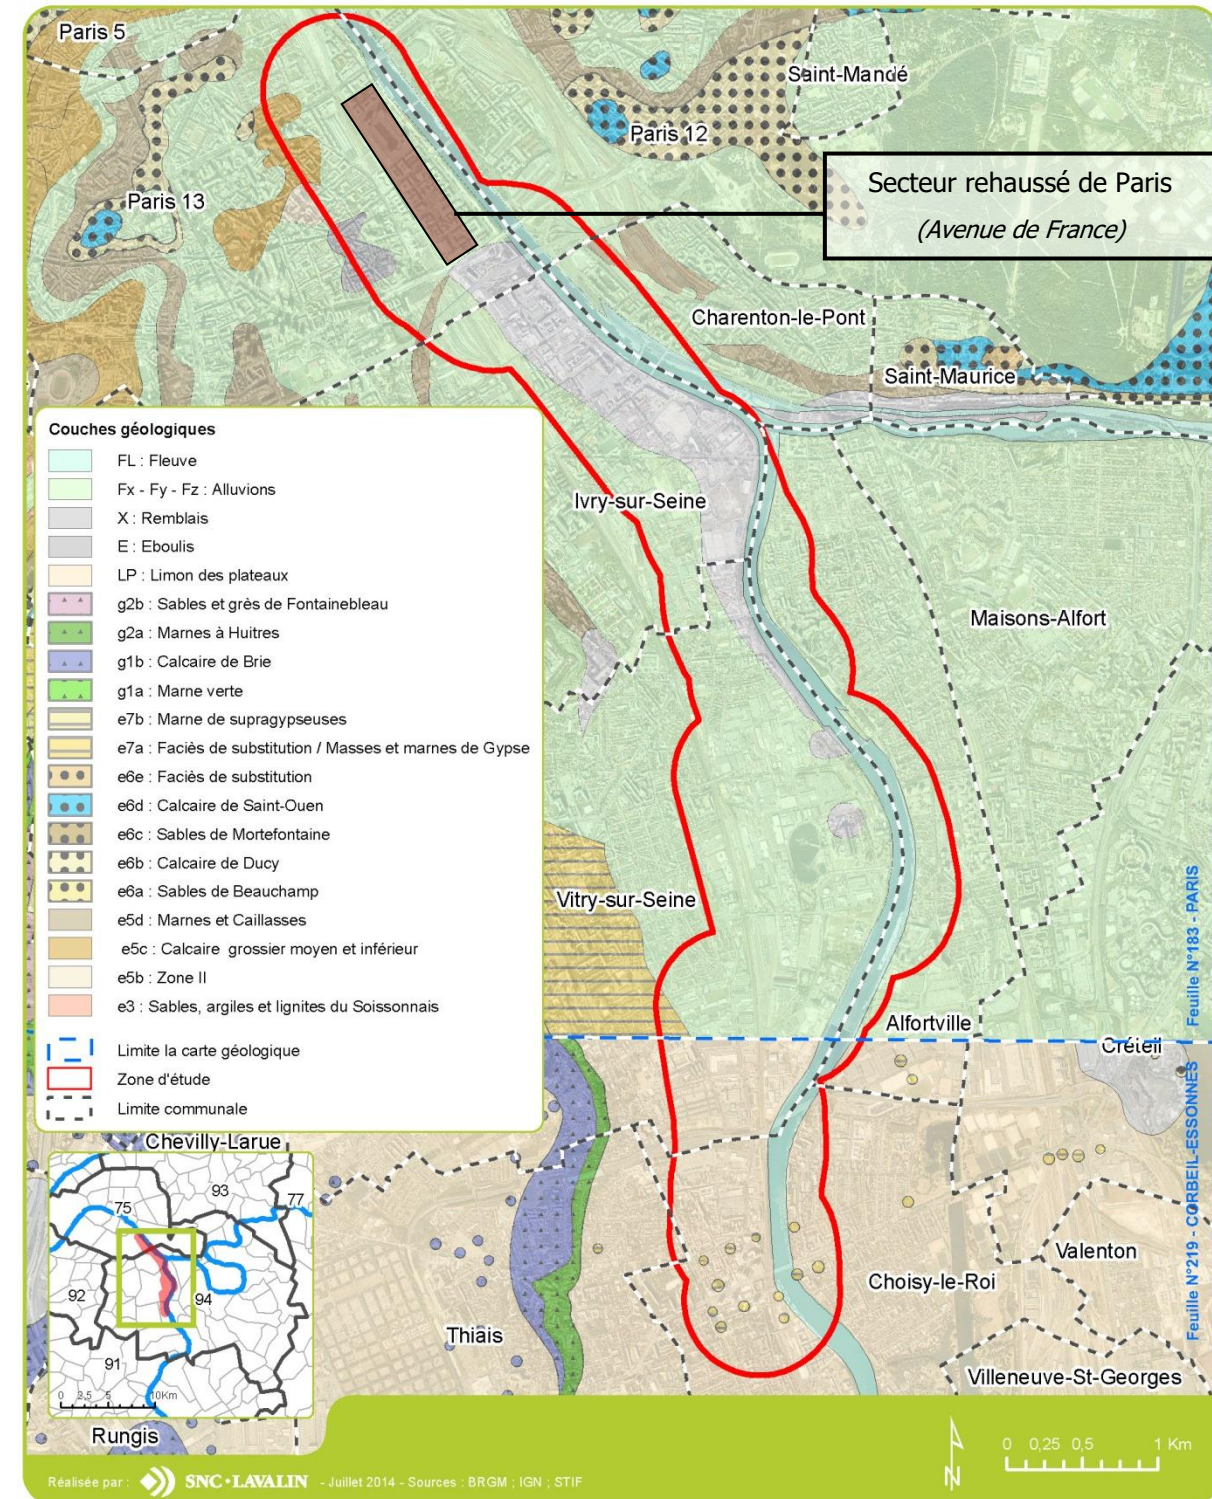 Paris 5
Saint-Mandé
Paris 12
Paris 13
Secteur rehaussé de Paris
(Avenue de France)
Charenton-le-Pont
Saint-Maurice
Couches géologiques
FL : Fleuve
Fx - Fy - Fz : Alluvions
X : Remblais
E : Eboulis
LP : Limon des plateaux
g2b : Sables et grès de Fontainebleau
g2a : Marnes à Huitres
g1b : Calcaire de Brie
g1a : Marne verte
e7b : Marne de supragypseuses
e7a : Faciès de substitution / Masses et marnes de Gypse
e6e : Faciès de substitution
e6d : Calcaire de Saint-Ouen
e6c : Sables de Mortefontaine
e6b : Calcaire de Ducy
e6a : Sables de Beauchamp
e5d : Marnes et Caillasses
e5c : Calcaire grossier moyen et inférieur
e5b : Zone II
e3 : Sables, argiles et lignites du Soissonnais
Limite la carte géologique
Zone d'étude
Limite communale
Ivry-sur-Seine
Maisons-Alfort
Vitry-sur-Seine
Alfortville
Créteil
Feuille N°183 - PARIS
Feuille N°219 - CORBEIL-ESSONNES
Chevilly-Larue
93
77
75
92
94
91
0 2,5 5 10Km
Rungis
Thiais
Choisy-le-Roi
Valenton
Villeneuve-St-Georges
N
0 0,25 0,5 1 Km
Réalisée par : SNC•LAVALIN - Juillet 2014 - Sources : BRGM ; IGN ; STIF